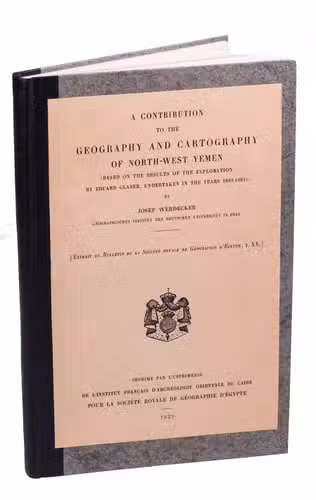 A CONTRIBUTION
TO THE
GEOGRAPHY AND CARTOGRAPHY
OF NORTH-WEST YEMEN
(BASED ON THE RESULTS OF THE EXPLORATION
BY EDUARD GLASER, UNDERTAKEN IN THE YEARS 1882-1884)
BY
JOSEF WERDECKER
GEOGRAPHISCHES INSTITUT DER DEUTSCHEN UNIVERSITÄT IN PRAG
[EXTRAIT DU BULLETIN DE LA SOCIÉTÉ ROYALE DE GÉOGRAPHIE D'ÉGYPTE, T. XX.]
IMPRIMÉ PAR L'IMPRIMERIE
DE L'INSTITUT FRANÇAIS D'ARCHÉOLOGIE ORIENTALE DU CAIRE
POUR LA SOCIÉTÉ ROYALE DE GÉOGRAPHIE D'ÉGYPTE
1939